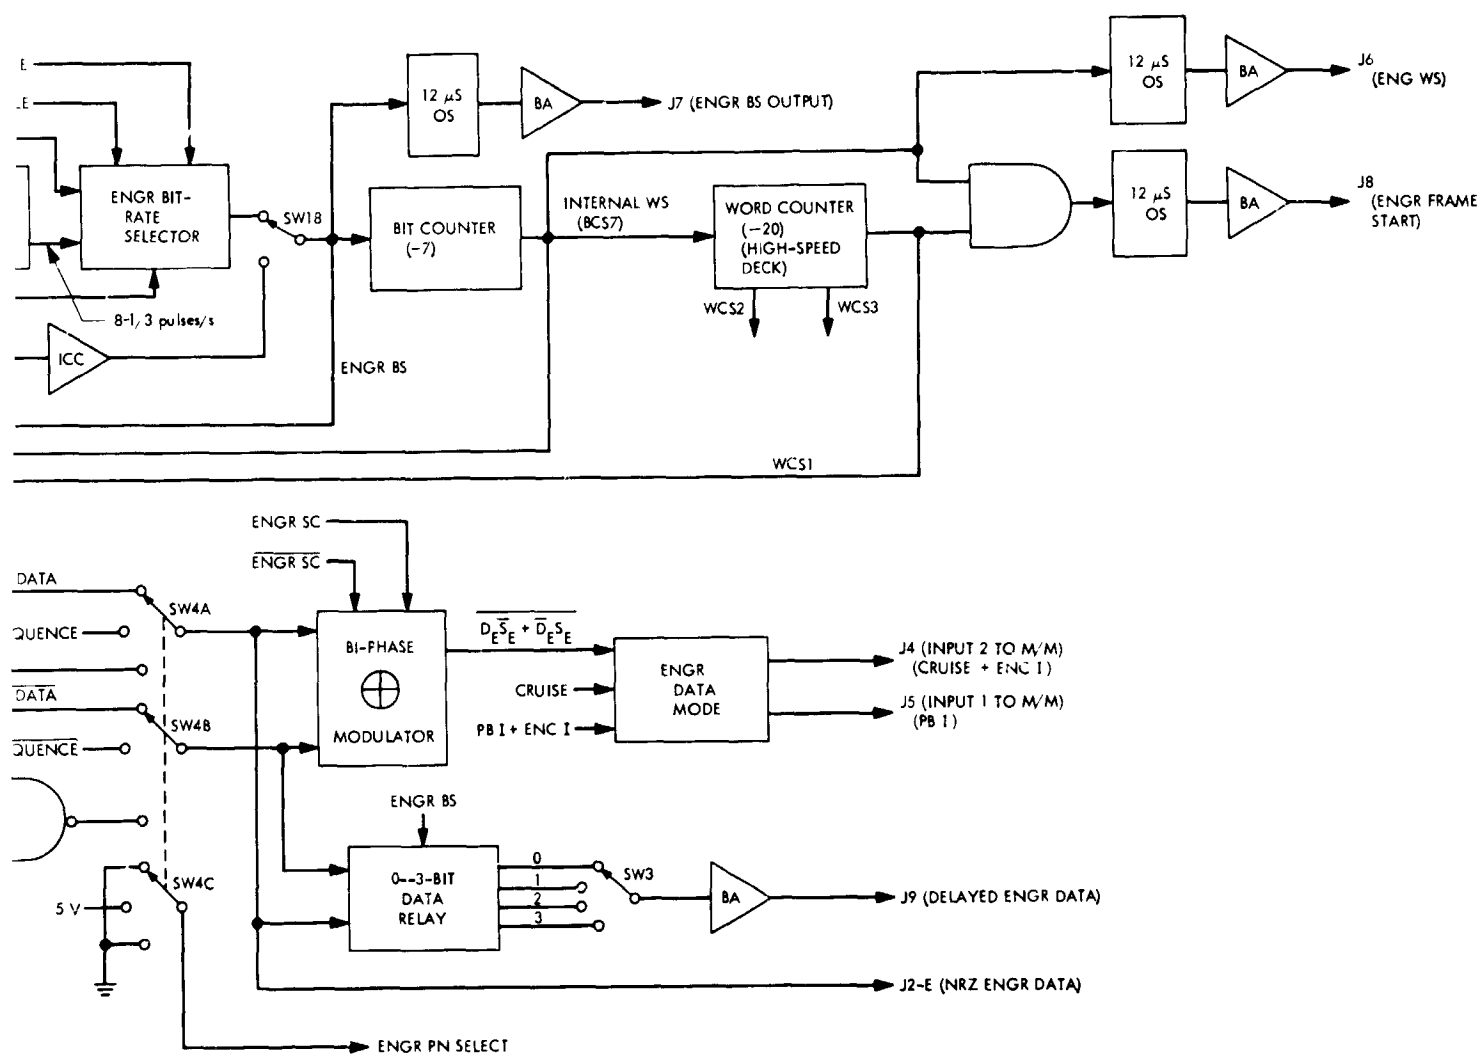 E
LE
12 µS
OS
BA
J7 (ENGR BS OUTPUT)
12 µS
OS
BA
J6
(ENG WS)
ENGR BIT-
RATE
SELECTOR
SW18
BIT COUNTER
(-7)
INTERNAL WS
(BCS7)
WORD COUNTER
(-20)
(HIGH-SPEED
DECK)
12 µS
OS
BA
J8
(ENGR FRAME
START)
WCS2
WCS3
8-1/3 pulses/s
ICC
ENGR BS
WCS1
ENGR SC
ENGR SC
DATA
SW4A
QUENCE
DATA
SW4B
QUENCE
BI-PHASE
MODULATOR
DES̅E + D̅ESE
CRUISE
PB I + ENC I
ENGR
DATA
MODE
J4 (INPUT 2 TO M/M)
(CRUISE + ENC I)
J5 (INPUT 1 TO M/M)
(PB I)
ENGR BS
SW4C
5 V
0--3-BIT
DATA
RELAY
0
1
2
3
SW3
BA
J9 (DELAYED ENGR DATA)
J2-E (NRZ ENGR DATA)
ENGR PN SELECT